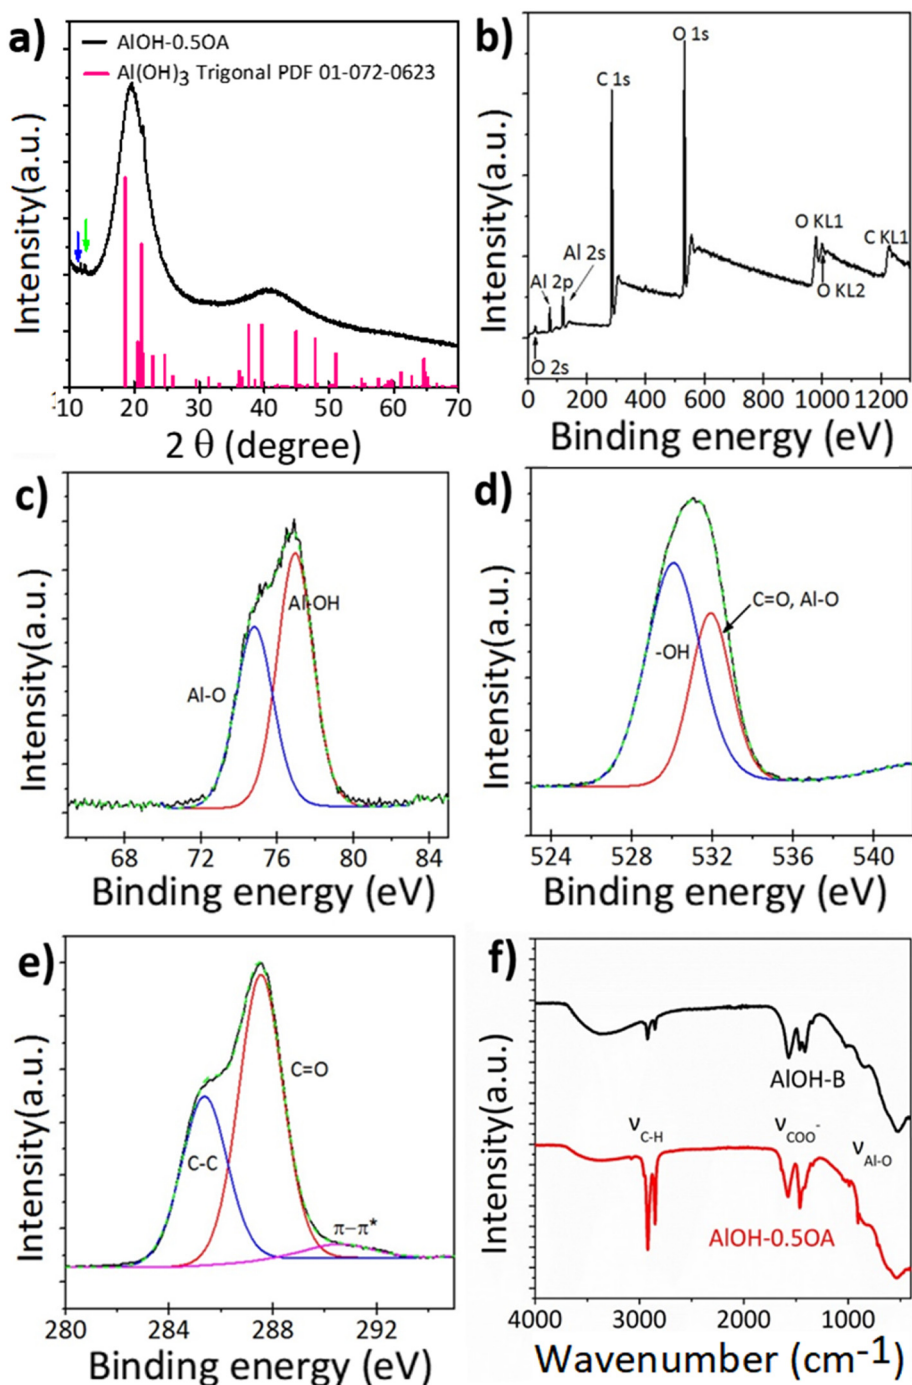 a)
AlOH-0.5OA
Al(OH)3 Trigonal PDF 01-072-0623
Intensity(a.u.)
10 20 30 40 50 60 70
2 θ (degree)
b)
O 1s
C 1s
O KL1
C KL1
Al 2s
Al 2p
O KL2
O 2s
Intensity(a.u.)
0 200 400 600 800 1000 1200
Binding energy (eV)
c)
Al-OH
Al-O
Intensity(a.u.)
68 72 76 80 84
Binding energy (eV)
d)
C=O, Al-O
-OH
Intensity(a.u.)
524 528 532 536 540
Binding energy (eV)
e)
C=O
C-C
π−π*
Intensity(a.u.)
280 284 288 292
Binding energy (eV)
f)
AlOH-B
νC-H
νCOO-
νAl-O
AlOH-0.5OA
Intensity(a.u.)
4000 3000 2000 1000
Wavenumber (cm-1)